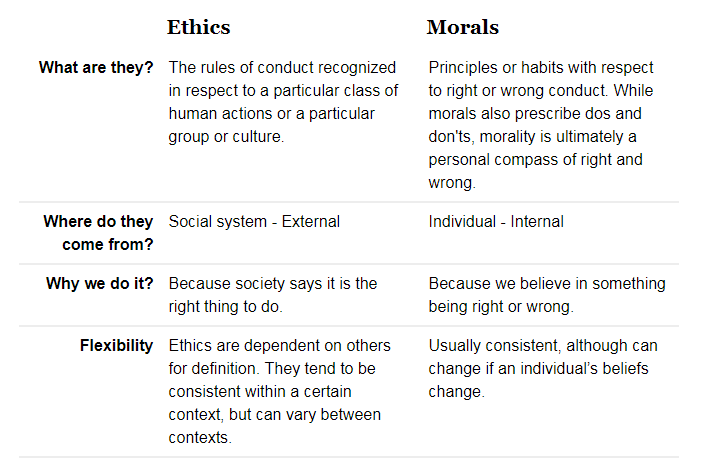 Ethics Morals
What are they? The rules of conduct recognized Principles or habits with respect
in respect to a particular class of to right or wrong conduct. While
human actions or a particular morals also prescribe dos and
group or culture. don'ts, morality is ultimately a
personal compass of right and
wrong.
Where do they Social system - External Individual - Internal
come from?
Why we do it? Because society says it is the Because we believe in something
right thing to do. being right or wrong.
Flexibility Ethics are dependent on others Usually consistent, although can
for definition. They tend to be change if an individual’s beliefs
consistent within a certain change.
context, but can vary between
contexts.